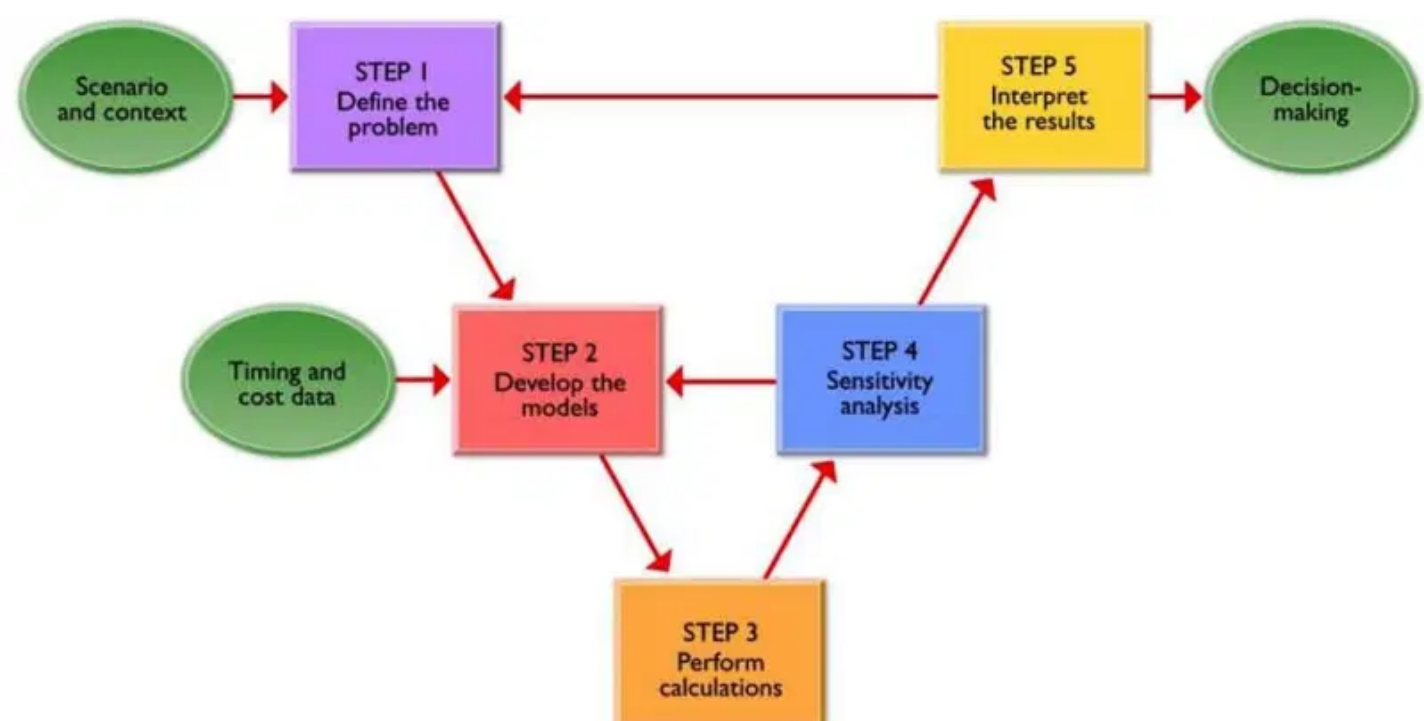 Scenario
and context
STEP 1
Define the
problem
STEP 5
Interpret
the results
Decision-
making
Timing and
cost data
STEP 2
Develop the
models
STEP 4
Sensitivity
analysis
STEP 3
Perform
calculations